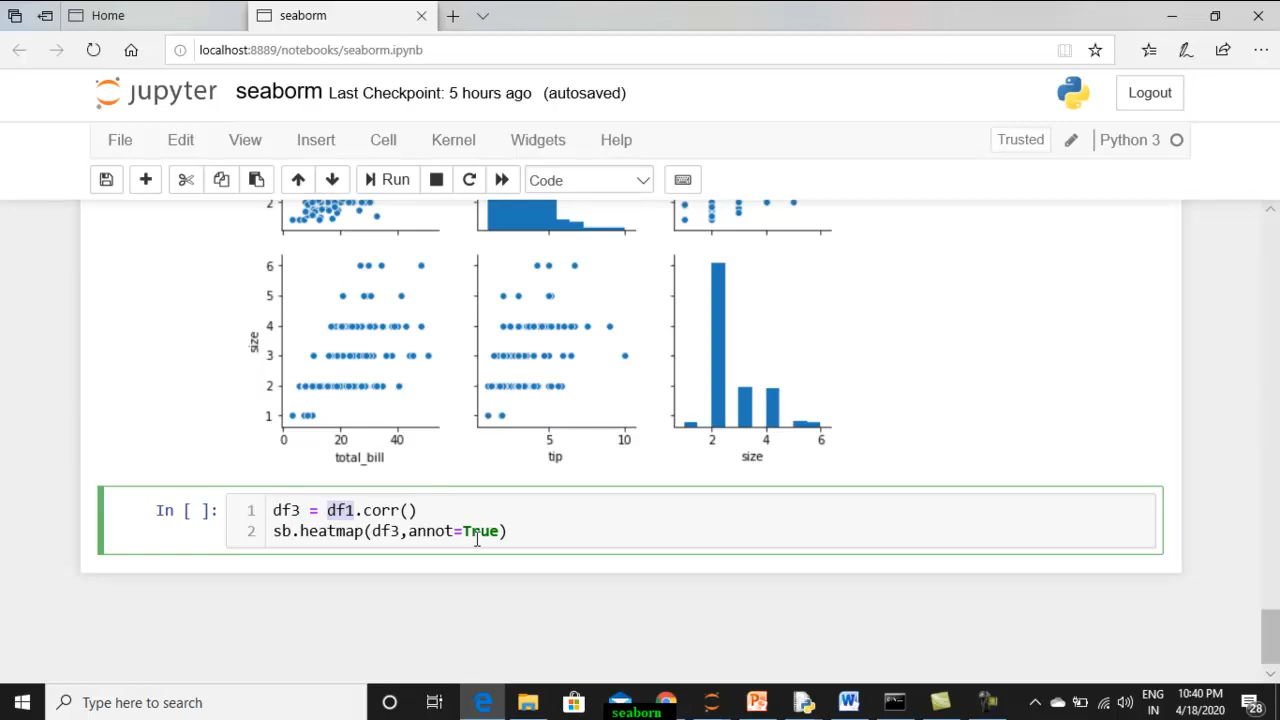 Home
seaborm
localhost:8889/notebooks/seaborm.ipynb
jupyter seaborm Last Checkpoint: 5 hours ago (autosaved)
Logout
File Edit View Insert Cell Kernel Widgets Help Trusted Python 3
Run Code
2
6
5
4
3
2
1
size
0 20 40
total_bill
5 10
tip
2 4 6
size
In [ ]: 1 df3 = df1.corr()
2 sb.heatmap(df3,annot=True)
Type here to search
seaborn
ENG
IN
10:40 PM
4/18/2020
28